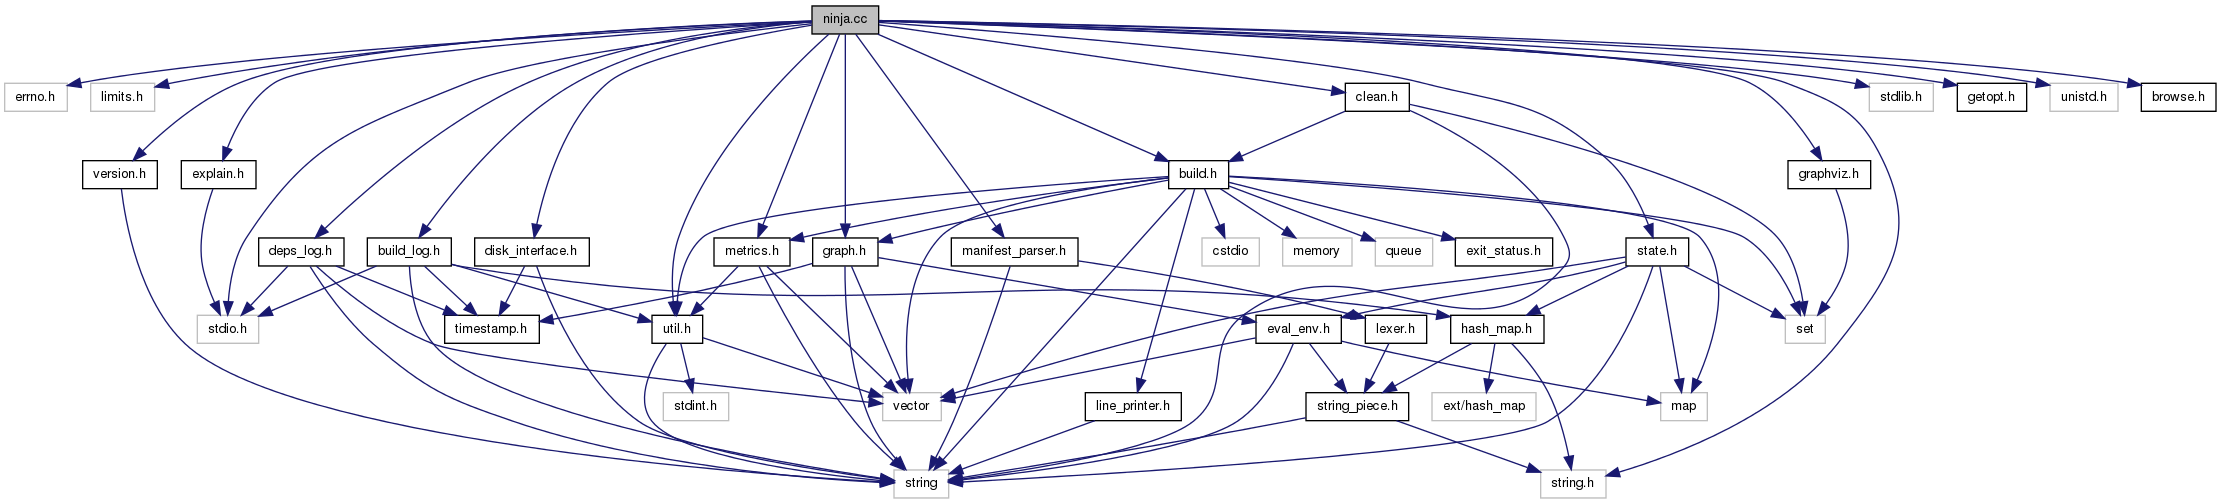 ninja.cc
errno.h
limits.h
clean.h
stdlib.h
getopt.h
unistd.h
browse.h
version.h
explain.h
build.h
graphviz.h
deps_log.h
build_log.h
disk_interface.h
metrics.h
graph.h
manifest_parser.h
cstdio
memory
queue
exit_status.h
state.h
stdio.h
timestamp.h
util.h
eval_env.h
lexer.h
hash_map.h
set
stdint.h
vector
line_printer.h
string_piece.h
ext/hash_map
map
string
string.h